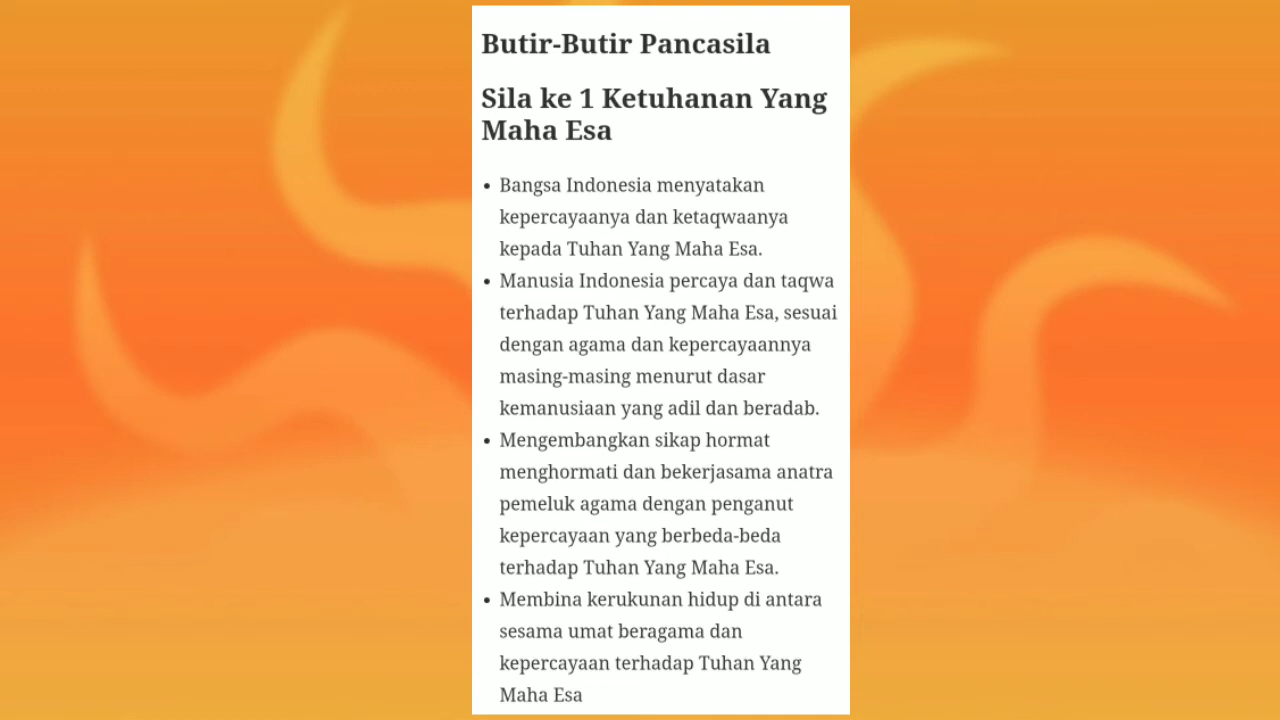 Butir-Butir Pancasila
Sila ke 1 Ketuhanan Yang
Maha Esa
• Bangsa Indonesia menyatakan
kepercayaanya dan ketaqwaanya
kepada Tuhan Yang Maha Esa.
• Manusia Indonesia percaya dan taqwa
terhadap Tuhan Yang Maha Esa, sesuai
dengan agama dan kepercayaannya
masing-masing menurut dasar
kemanusiaan yang adil dan beradab.
• Mengembangkan sikap hormat
menghormati dan bekerjasama anatra
pemeluk agama dengan penganut
kepercayaan yang berbeda-beda
terhadap Tuhan Yang Maha Esa.
• Membina kerukunan hidup di antara
sesama umat beragama dan
kepercayaan terhadap Tuhan Yang
Maha Esa